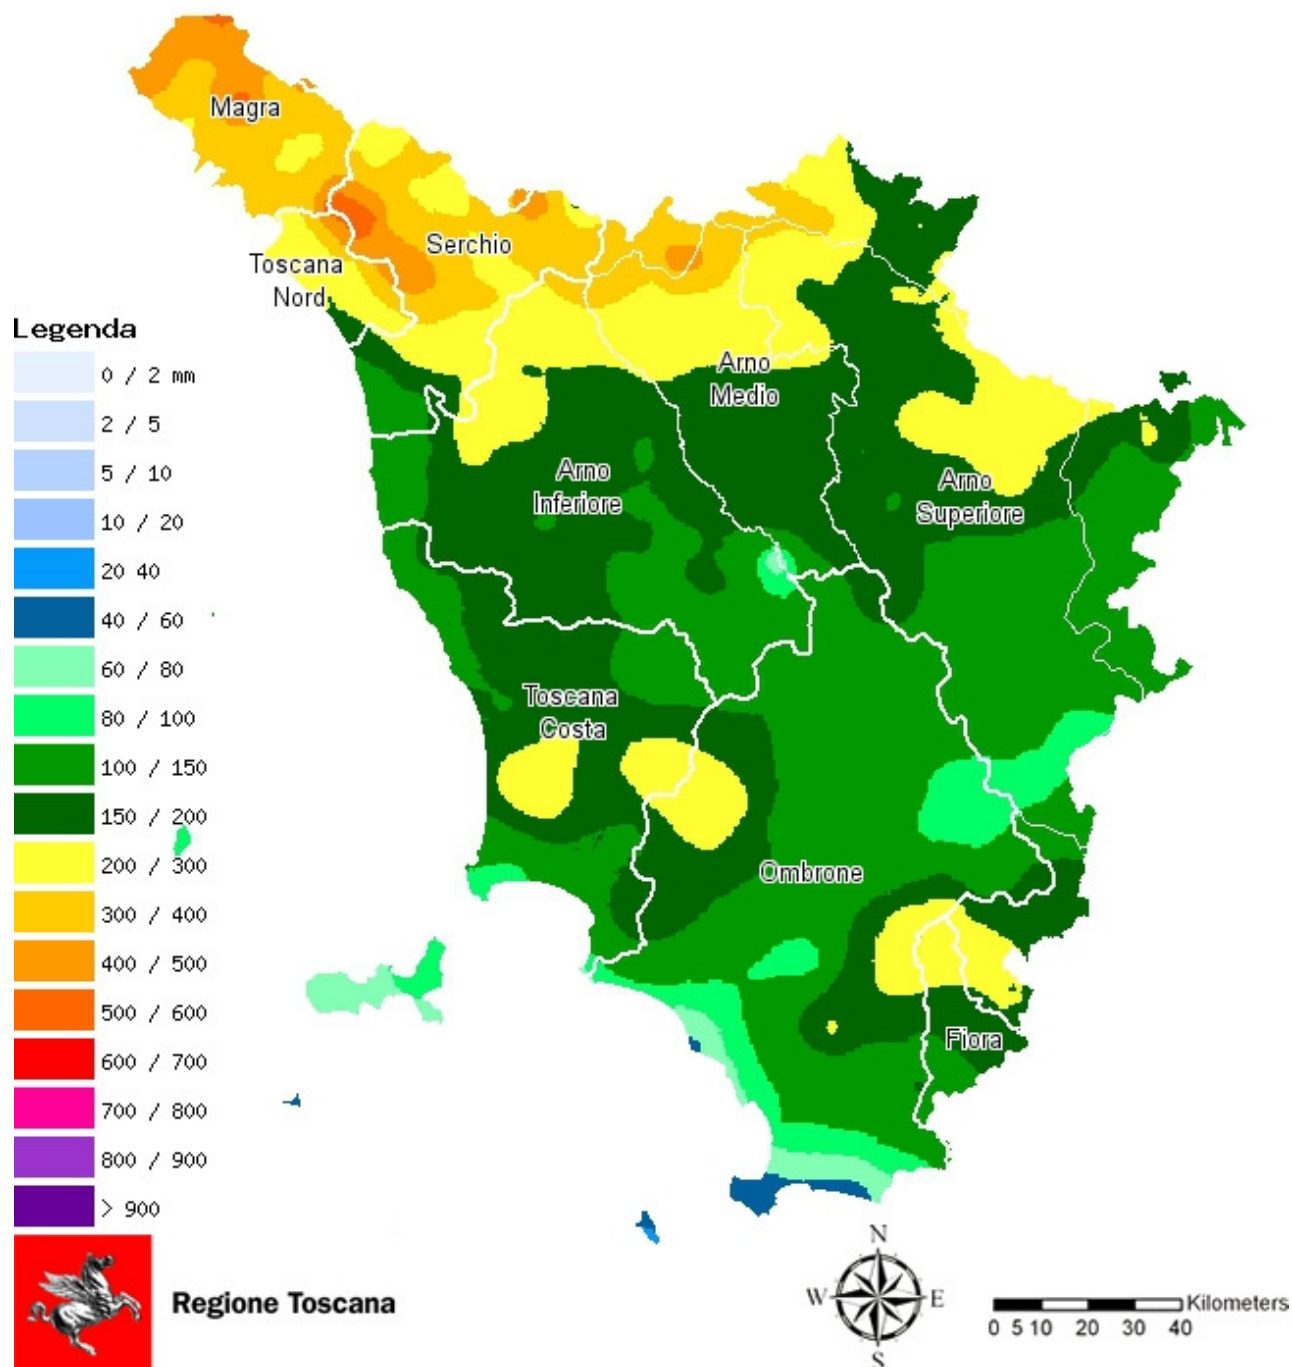 Magra
Serchio
Toscana
Nord
Legenda
0 / 2 mm
2 / 5
5 / 10
10 / 20
20 40
40 / 60
60 / 80
80 / 100
100 / 150
150 / 200
200 / 300
300 / 400
400 / 500
500 / 600
600 / 700
700 / 800
800 / 900
> 900
Arno
Medio
Arno
Inferiore
Arno
Superiore
Toscana
Costa
Ombrone
Fiora
Regione Toscana
N
W E
S
Kilometers
0 5 10 20 30 40